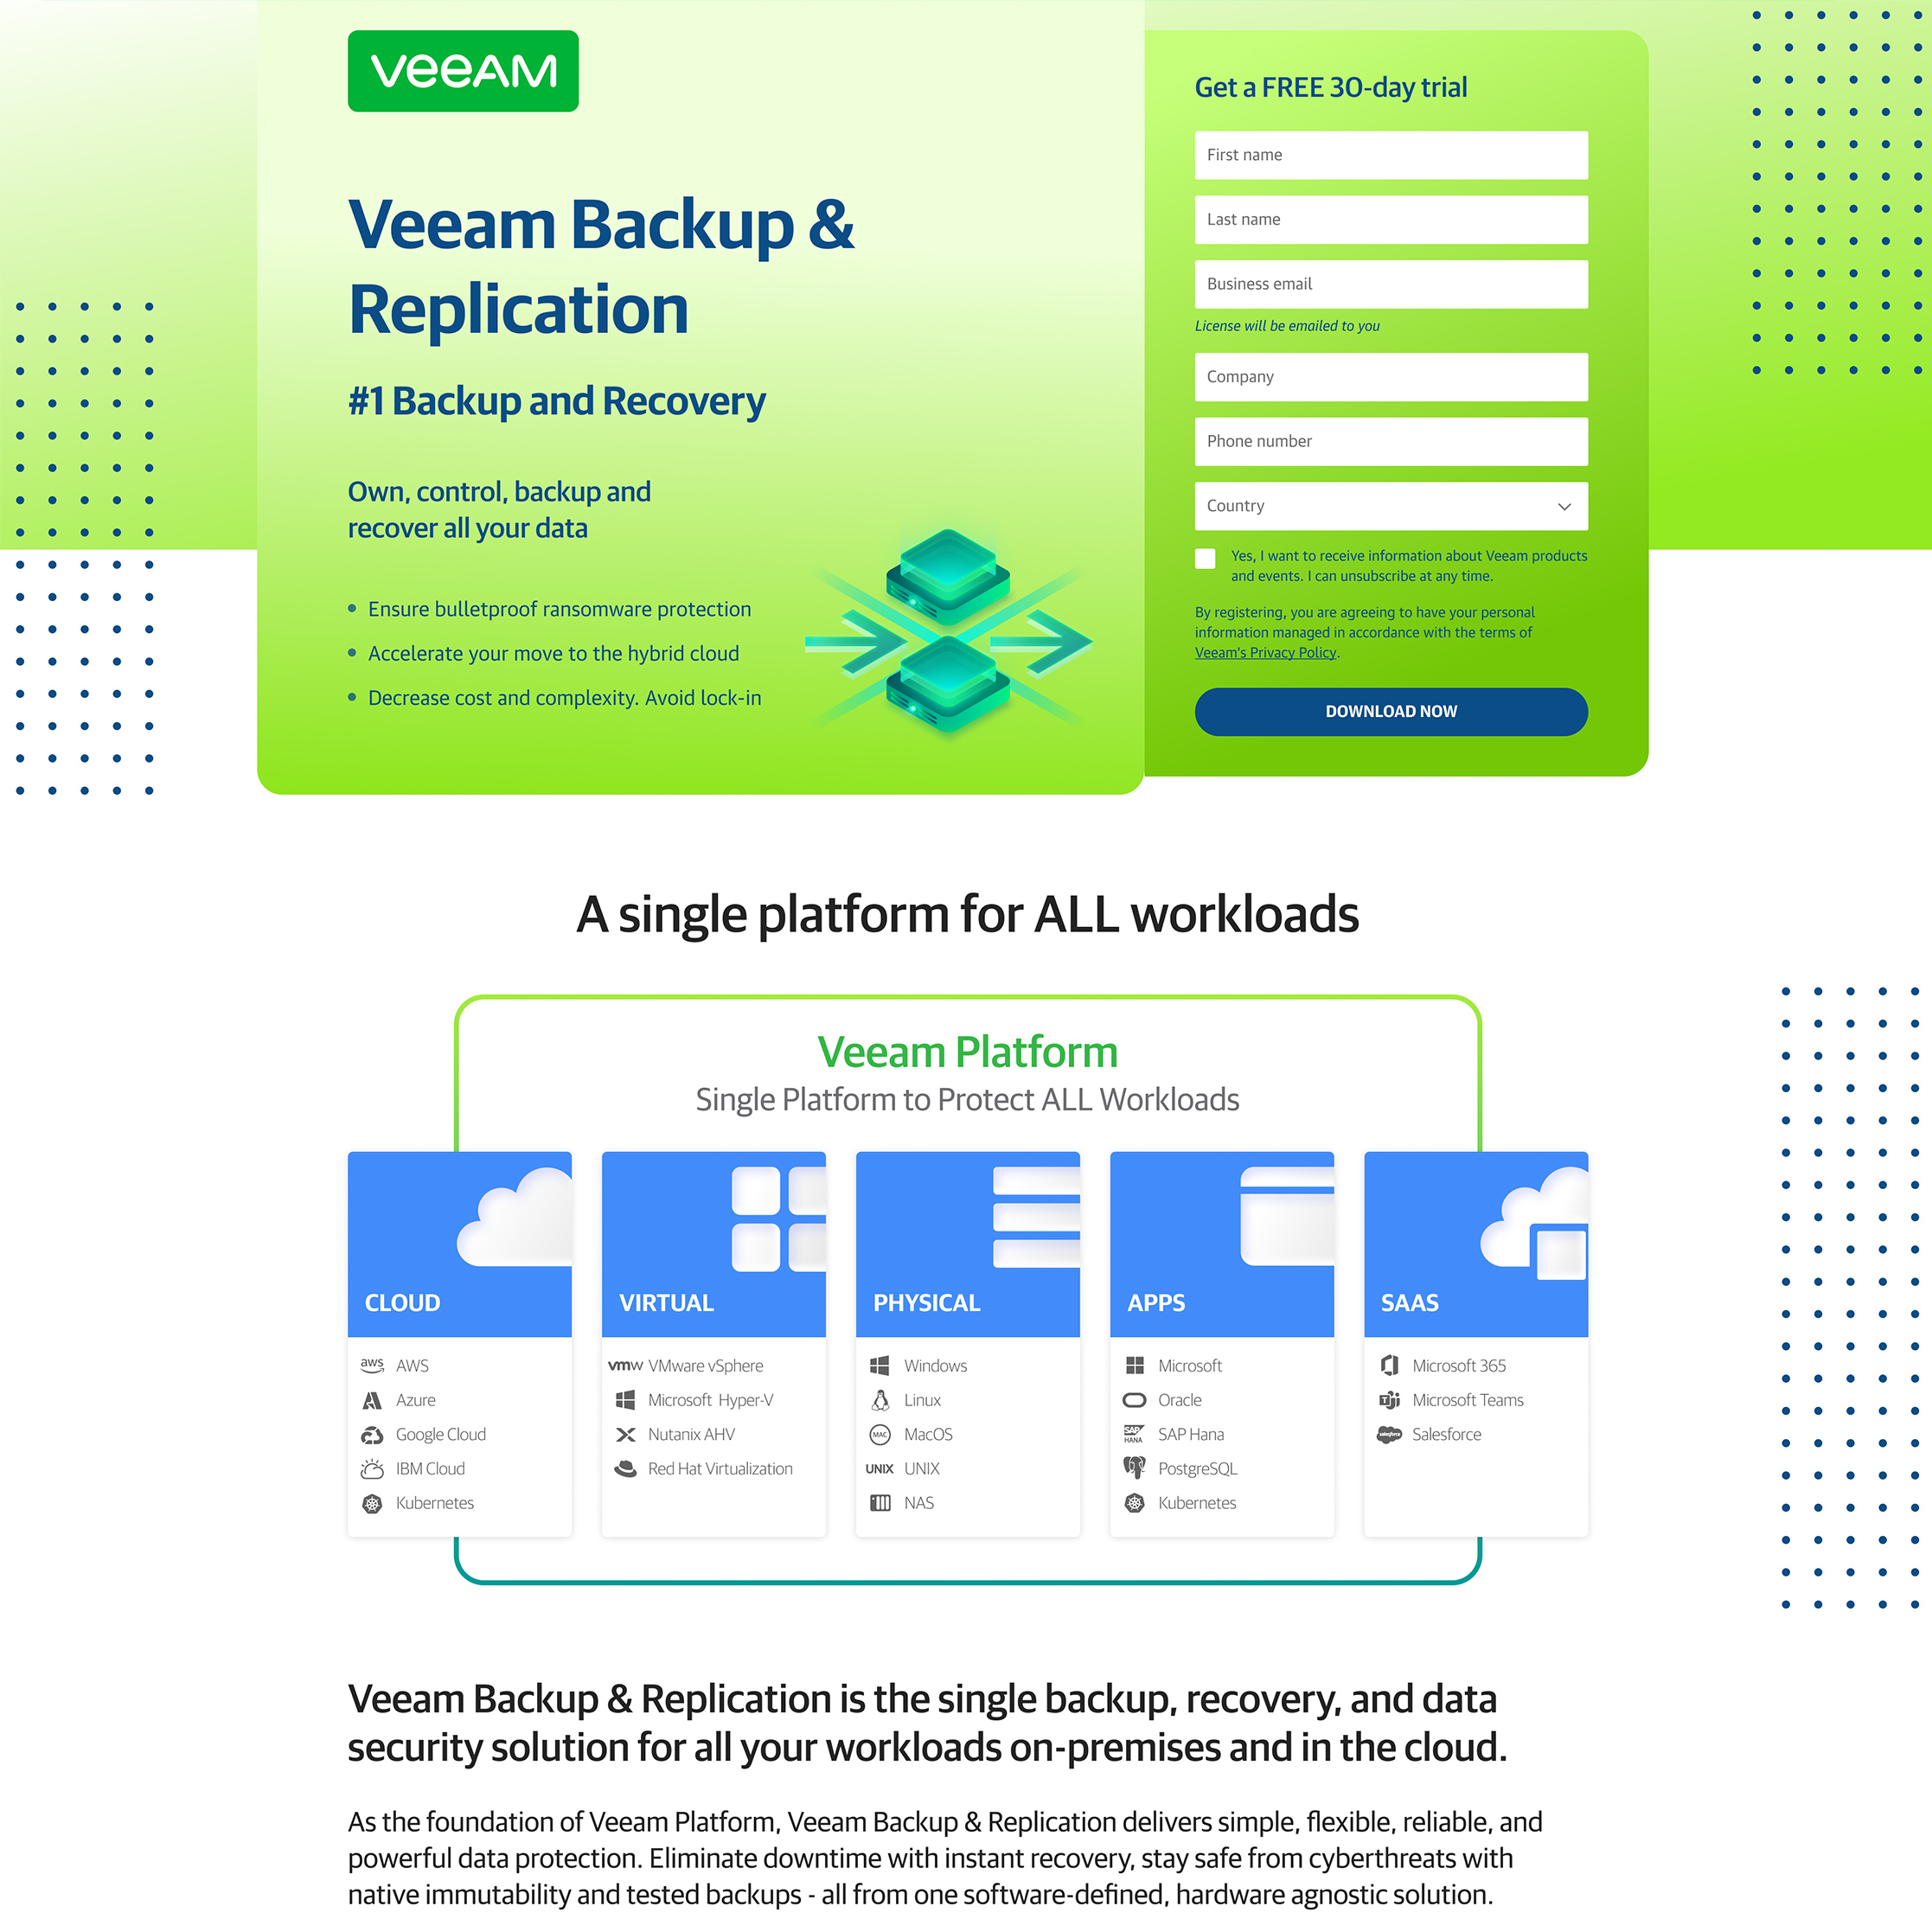 VEEAM
Veeam Backup &
Replication
#1 Backup and Recovery
Own, control, backup and
recover all your data
Ensure bulletproof ransomware protection
Accelerate your move to the hybrid cloud
Decrease cost and complexity. Avoid lock-in
Get a FREE 30-day trial
First name
Last name
Business email
License will be emailed to you
Company
Phone number
Country
Yes, I want to receive information about Veeam products
and events. I can unsubscribe at any time.
By registering, you are agreeing to have your personal
information managed in accordance with the terms of
Veeam's Privacy Policy.
DOWNLOAD NOW
A single platform for ALL workloads
Veeam Platform
Single Platform to Protect ALL Workloads
CLOUD
aws AWS
Azure
Google Cloud
IBM Cloud
Kubernetes
VIRTUAL
vmw VMware vSphere
Microsoft Hyper-V
Nutanix AHV
Red Hat Virtualization
PHYSICAL
Windows
Linux
MAC MacOS
UNIX UNIX
NAS
APPS
Microsoft
Oracle
SAP HANA SAP Hana
PostgreSQL
Kubernetes
SAAS
Microsoft 365
Microsoft Teams
salesforce Salesforce
Veeam Backup & Replication is the single backup, recovery, and data
security solution for all your workloads on-premises and in the cloud.
As the foundation of Veeam Platform, Veeam Backup & Replication delivers simple, flexible, reliable, and
powerful data protection. Eliminate downtime with instant recovery, stay safe from cyberthreats with
native immutability and tested backups - all from one software-defined, hardware agnostic solution.